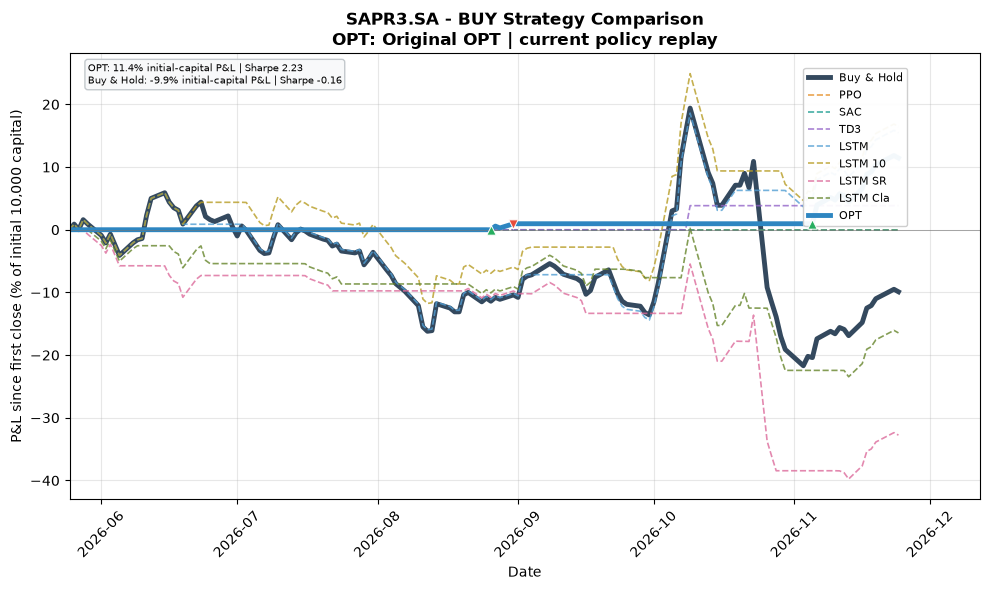 SAPR3.SA - BUY Strategy Comparison
OPT: Original OPT | current policy replay
OPT: 11.4% initial-capital P&L | Sharpe 2.23
Buy & Hold: -9.9% initial-capital P&L | Sharpe -0.16
Buy & Hold
PPO
SAC
TD3
LSTM
LSTM 10
LSTM SR
LSTM Cla
OPT
P&L since first close (% of initial 10,000 capital)
20
10
0
−10
−20
−30
−40
2026-06
2026-07
2026-08
2026-09
2026-10
2026-11
2026-12
Date